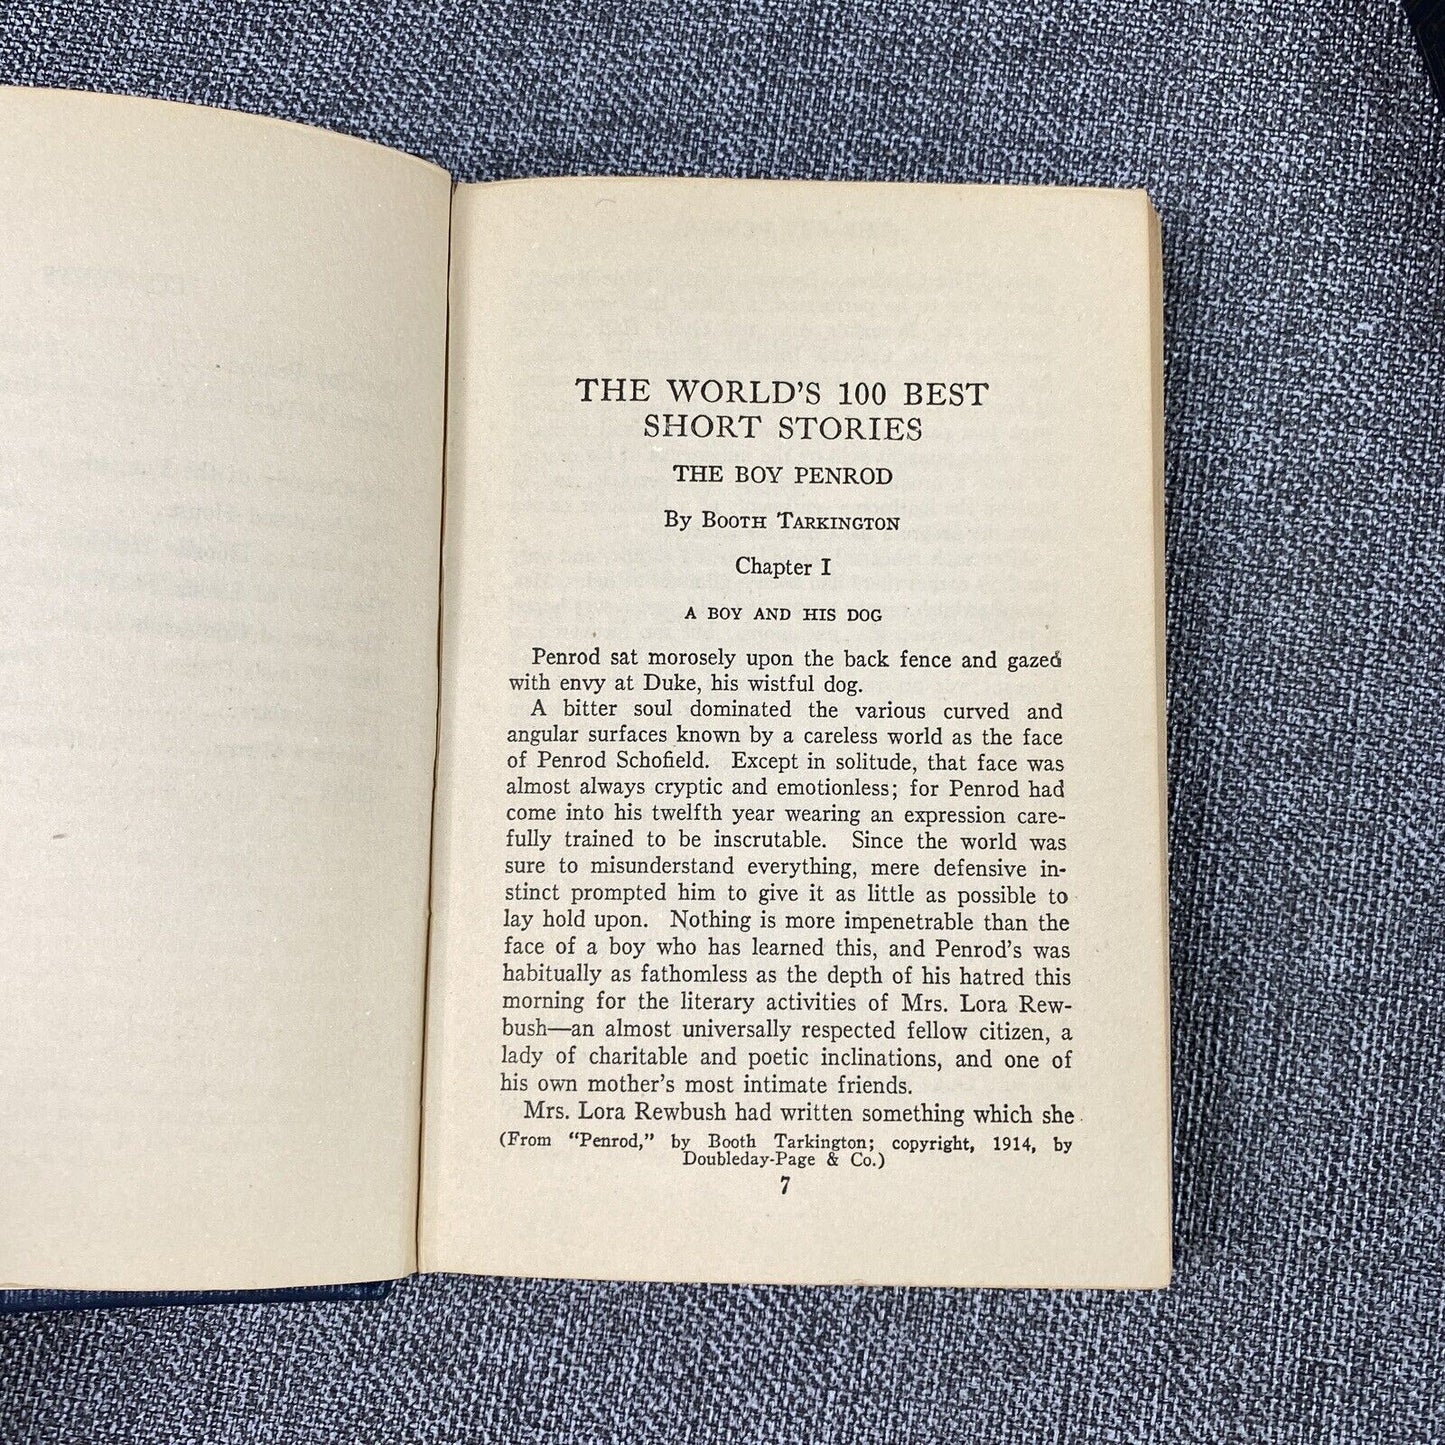 THE WORLD'S 100 BEST
SHORT STORIES
THE BOY PENROD
By BOOTH TARKINGTON
Chapter I
A BOY AND HIS DOG
Penrod sat morosely upon the back fence and gazed
with envy at Duke, his wistful dog.
A bitter soul dominated the various curved and
angular surfaces known by a careless world as the face
of Penrod Schofield. Except in solitude, that face was
almost always cryptic and emotionless; for Penrod had
come into his twelfth year wearing an expression care-
fully trained to be inscrutable. Since the world was
sure to misunderstand everything, mere defensive in-
stinct prompted him to give it as little as possible to
lay hold upon. Nothing is more impenetrable than the
face of a boy who has learned this, and Penrod's was
habitually as fathomless as the depth of his hatred this
morning for the literary activities of Mrs. Lora Rew-
bush—an almost universally respected fellow citizen, a
lady of charitable and poetic inclinations, and one of
his own mother's most intimate friends.
Mrs. Lora Rewbush had written something which she
(From "Penrod," by Booth Tarkington; copyright, 1914, by
Doubleday-Page & Co.)
7